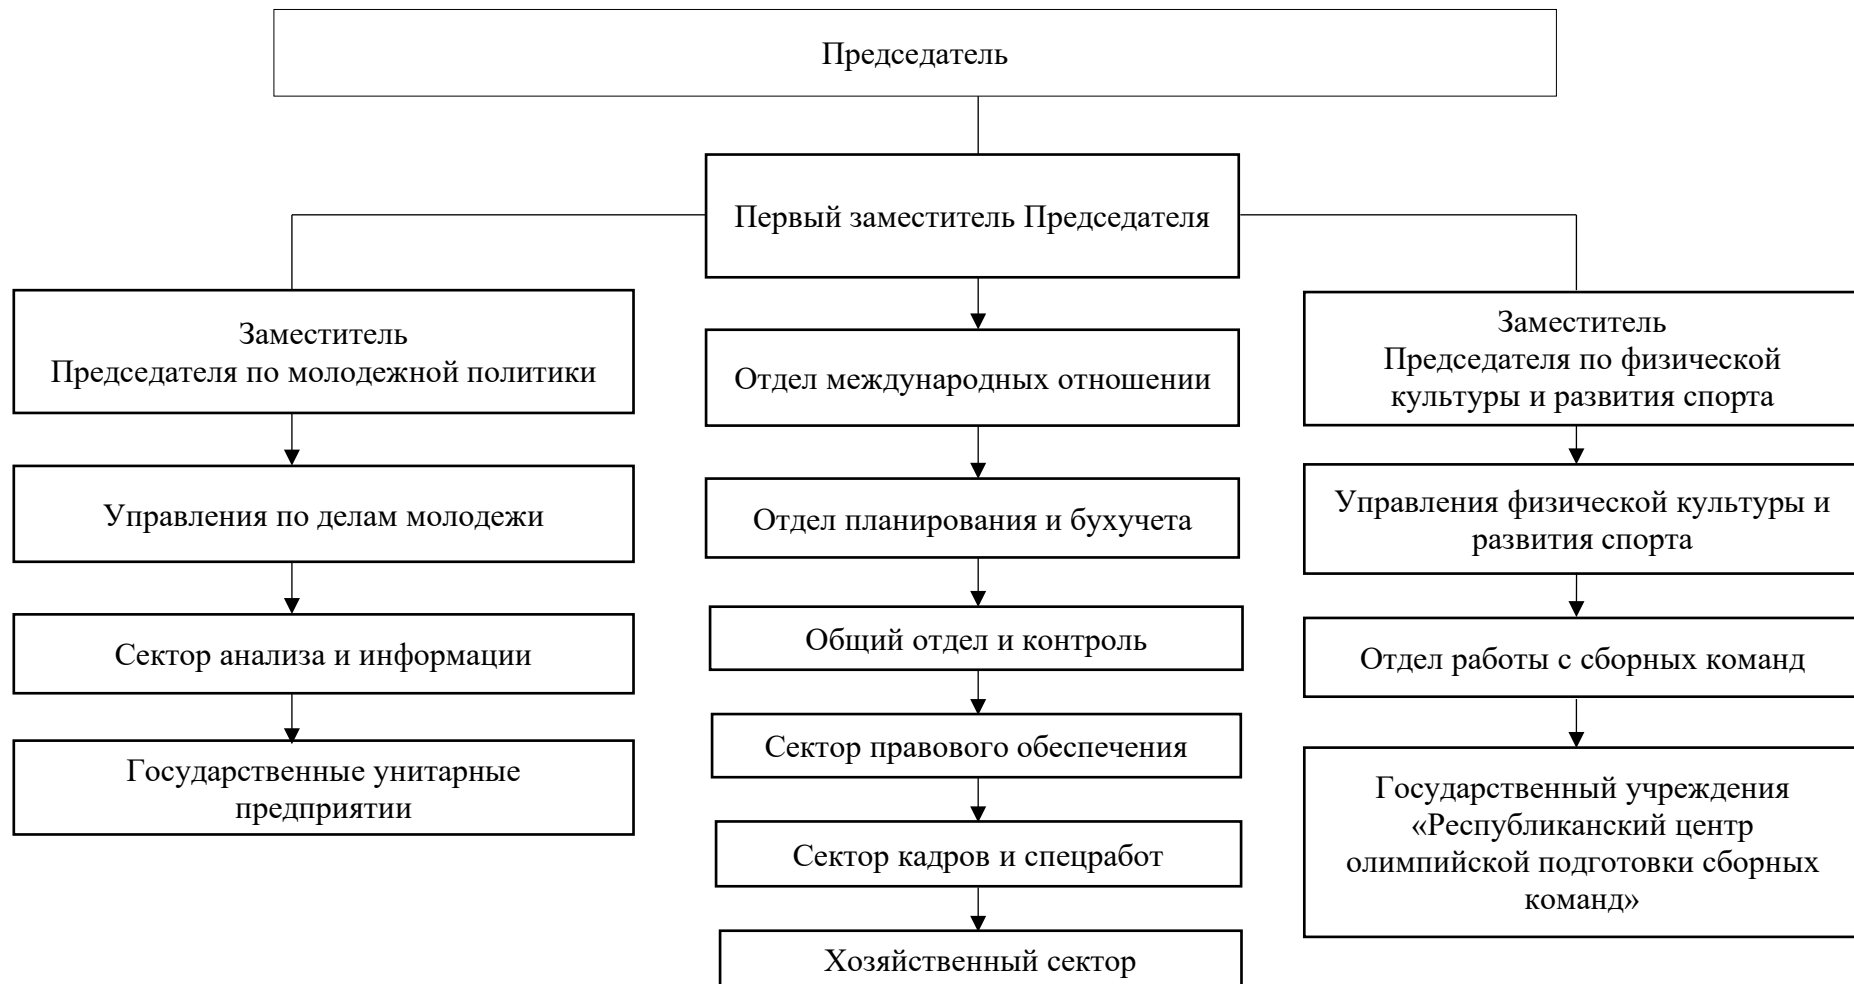 Председатель
Первый заместитель Председателя
Заместитель
Председателя по молодежной политики
Управления по делам молодежи
Сектор анализа и информации
Государственные унитарные
предприятии
Отдел международных отношении
Отдел планирования и бухучета
Общий отдел и контроль
Сектор правового обеспечения
Сектор кадров и спецработ
Хозяйственный сектор
Заместитель
Председателя по физической
культуры и развития спорта
Управления физической культуры и
развития спорта
Отдел работы с сборных команд
Государственный учреждения
«Республиканский центр
олимпийской подготовки сборных
команд»